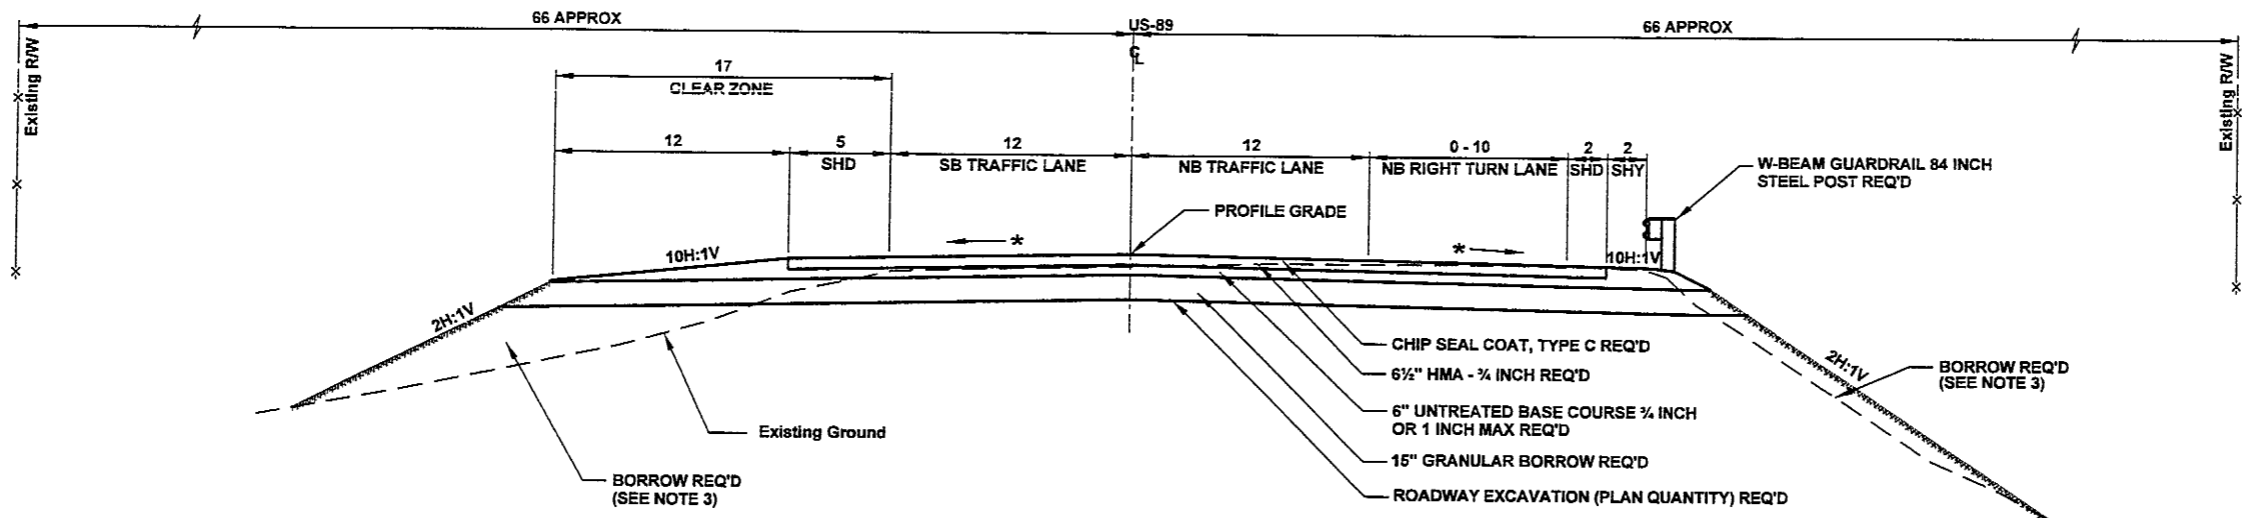 66 APPROX
US-89
66 APPROX
CL
Existing R/W
Existing R/W
17
CLEAR ZONE
12
5
SHD
12
SB TRAFFIC LANE
12
NB TRAFFIC LANE
0 - 10
NB RIGHT TURN LANE
2
SHD
2
SHY
W-BEAM GUARDRAIL 84 INCH
STEEL POST REQ'D
PROFILE GRADE
*
*
10H:1V
10H:1V
2H:1V
2H:1V
CHIP SEAL COAT, TYPE C REQ'D
6½" HMA - ¾ INCH REQ'D
6" UNTREATED BASE COURSE ¾ INCH
OR 1 INCH MAX REQ'D
15" GRANULAR BORROW REQ'D
ROADWAY EXCAVATION (PLAN QUANTITY) REQ'D
BORROW REQ'D
(SEE NOTE 3)
Existing Ground
BORROW REQ'D
(SEE NOTE 3)